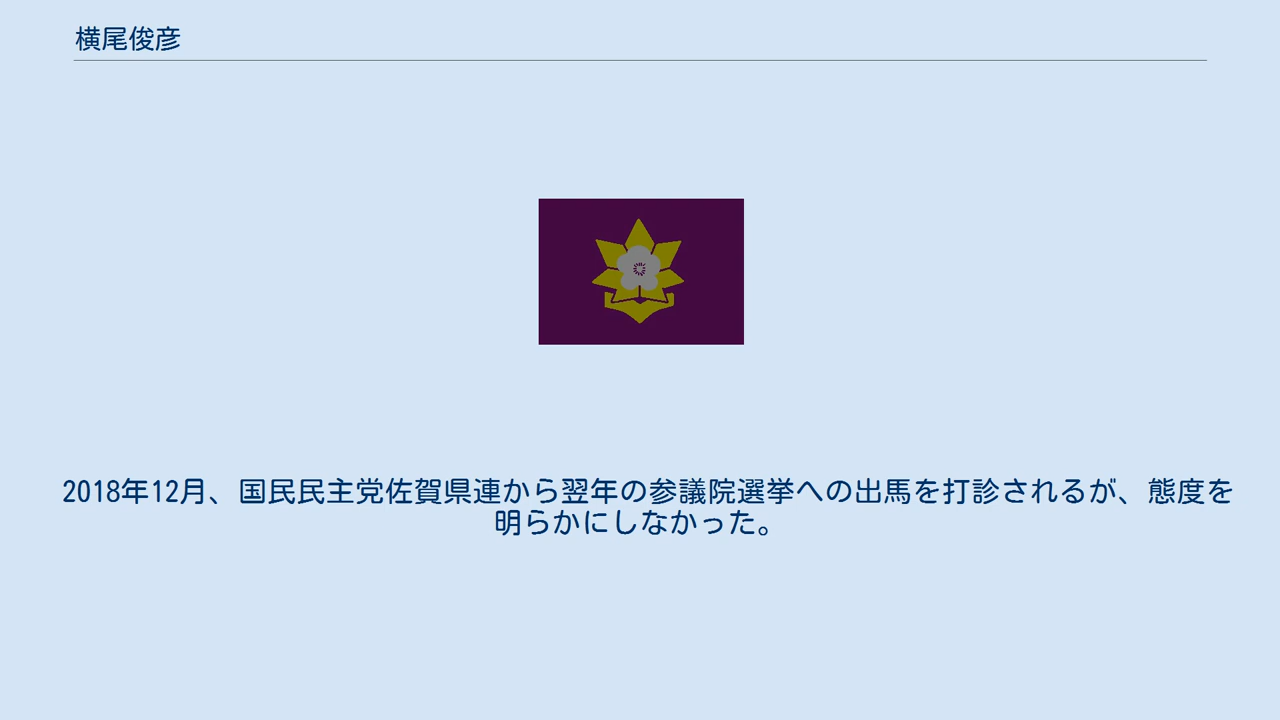 横尾俊彦
2018年12月、国民民主党佐賀県連から翌年の参議院選挙への出馬を打診されるが、態度を
明らかにしなかった。